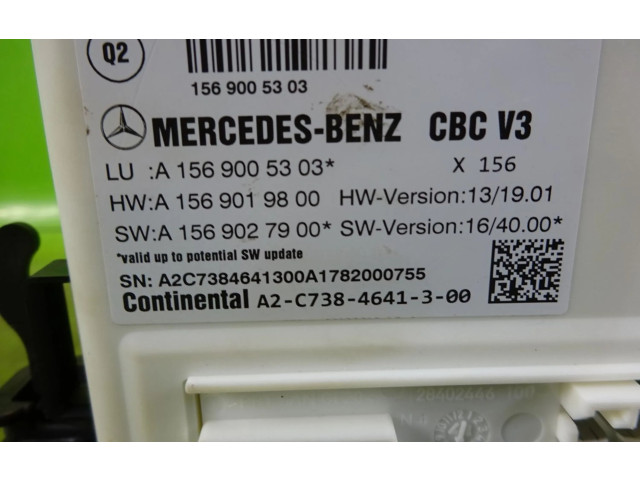 Q2
156 900 53 03
MERCEDES-BENZ CBC V3
LU :A 156 900 53 03* X 156
HW:A 156 901 98 00 HW-Version:13/19.01
SW:A 156 902 79 00* SW-Version:16/40.00*
*valid up to potential SW update
SN: A2C7384641300A1782000755
Continental A2-C738-4641-3-00
28402446